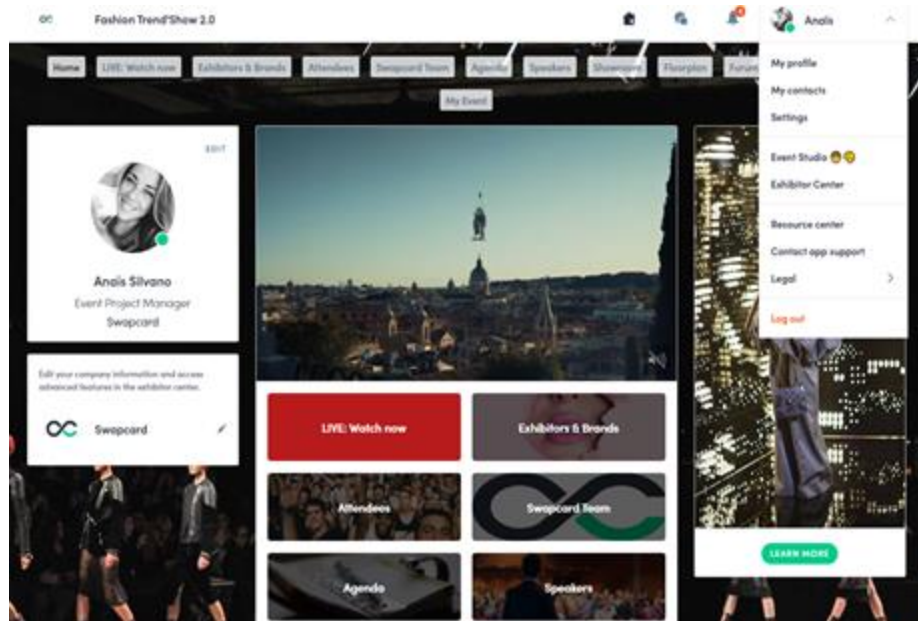 Fashion Trend'Show 2.0
Anaïs
Home
LIVE: Watch now
Exhibitors & Brands
Attendees
Swapcard Team
Agenda
Speakers
Showroom
Floorplan
Forum
My Event
My profile
My contacts
Settings
Event Studio
Exhibitor Center
Resource center
Contact app support
Legal
Log out
EDIT
Anaïs Silvano
Event Project Manager
Swapcard
Edit your company information and access
advanced features in the exhibitor center.
Swapcard
LIVE: Watch now
Exhibitors & Brands
Attendees
Swapcard Team
Agenda
Speakers
LEARN MORE